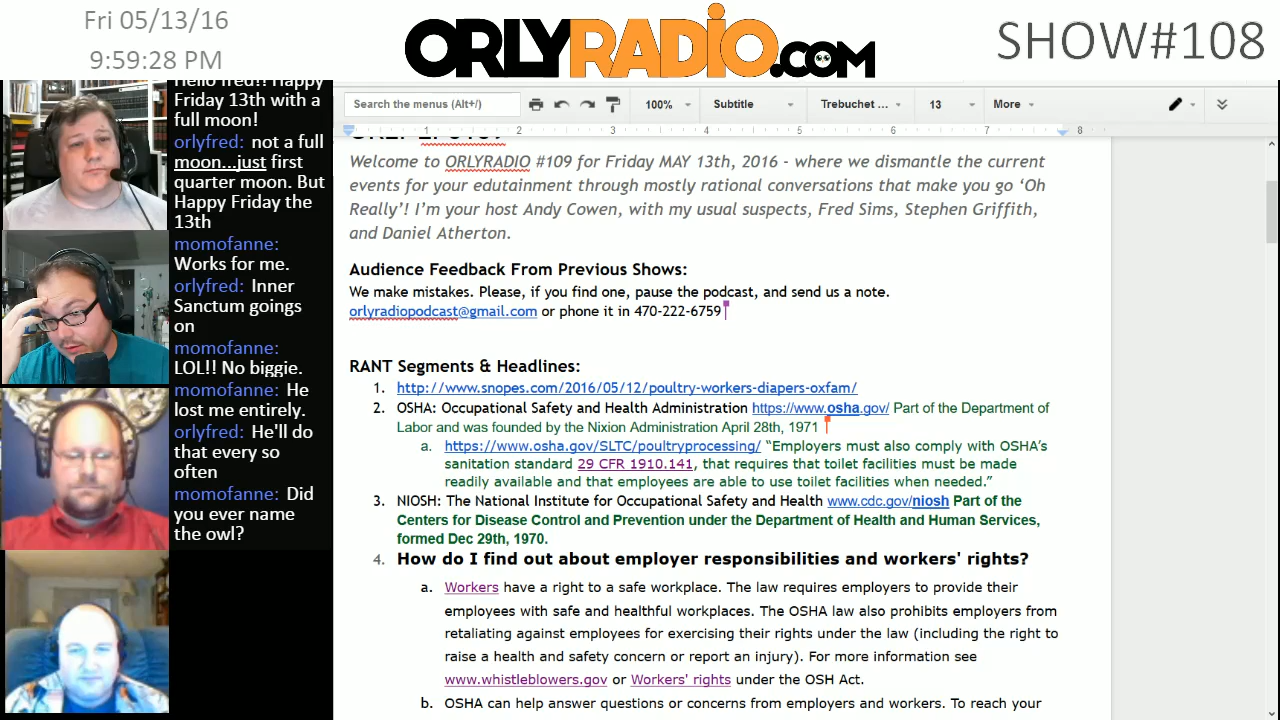 Fri 05/13/16
9:59:28 PM
ORLYRADIO.COM
SHOW#108
Hello fred!! Happy
Friday 13th with a
full moon!
orlyfred: not a full
moon...just first
quarter moon. But
Happy Friday the
13th
momofanne:
Works for me.
orlyfred: Inner
Sanctum goings
on
momofanne:
LOL!! No biggie.
momofanne: He
lost me entirely.
orlyfred: He'll do
that every so
often
momofanne: Did
you ever name
the owl?
Search the menus (Alt+/)
100%
Subtitle
Trebuchet ...
13
More
1 2 3 4 5 6 7 8
Welcome to ORLYRADIO #109 for Friday MAY 13th, 2016 - where we dismantle the current
events for your edutainment through mostly rational conversations that make you go ‘Oh
Really’! I’m your host Andy Cowen, with my usual suspects, Fred Sims, Stephen Griffith,
and Daniel Atherton.
Audience Feedback From Previous Shows:
We make mistakes. Please, if you find one, pause the podcast, and send us a note.
orlyradiopodcast@gmail.com or phone it in 470-222-6759
RANT Segments & Headlines:
1. http://www.snopes.com/2016/05/12/poultry-workers-diapers-oxfam/
2. OSHA: Occupational Safety and Health Administration https://www.osha.gov/ Part of the Department of
Labor and was founded by the Nixion Administration April 28th, 1971
a. https://www.osha.gov/SLTC/poultryprocessing/ “Employers must also comply with OSHA’s
sanitation standard 29 CFR 1910.141, that requires that toilet facilities must be made
readily available and that employees are able to use toilet facilities when needed.”
3. NIOSH: The National Institute for Occupational Safety and Health www.cdc.gov/niosh Part of the
Centers for Disease Control and Prevention under the Department of Health and Human Services,
formed Dec 29th, 1970.
4. How do I find out about employer responsibilities and workers' rights?
a. Workers have a right to a safe workplace. The law requires employers to provide their
employees with safe and healthful workplaces. The OSHA law also prohibits employers from
retaliating against employees for exercising their rights under the law (including the right to
raise a health and safety concern or report an injury). For more information see
www.whistleblowers.gov or Workers' rights under the OSH Act.
b. OSHA can help answer questions or concerns from employers and workers. To reach your